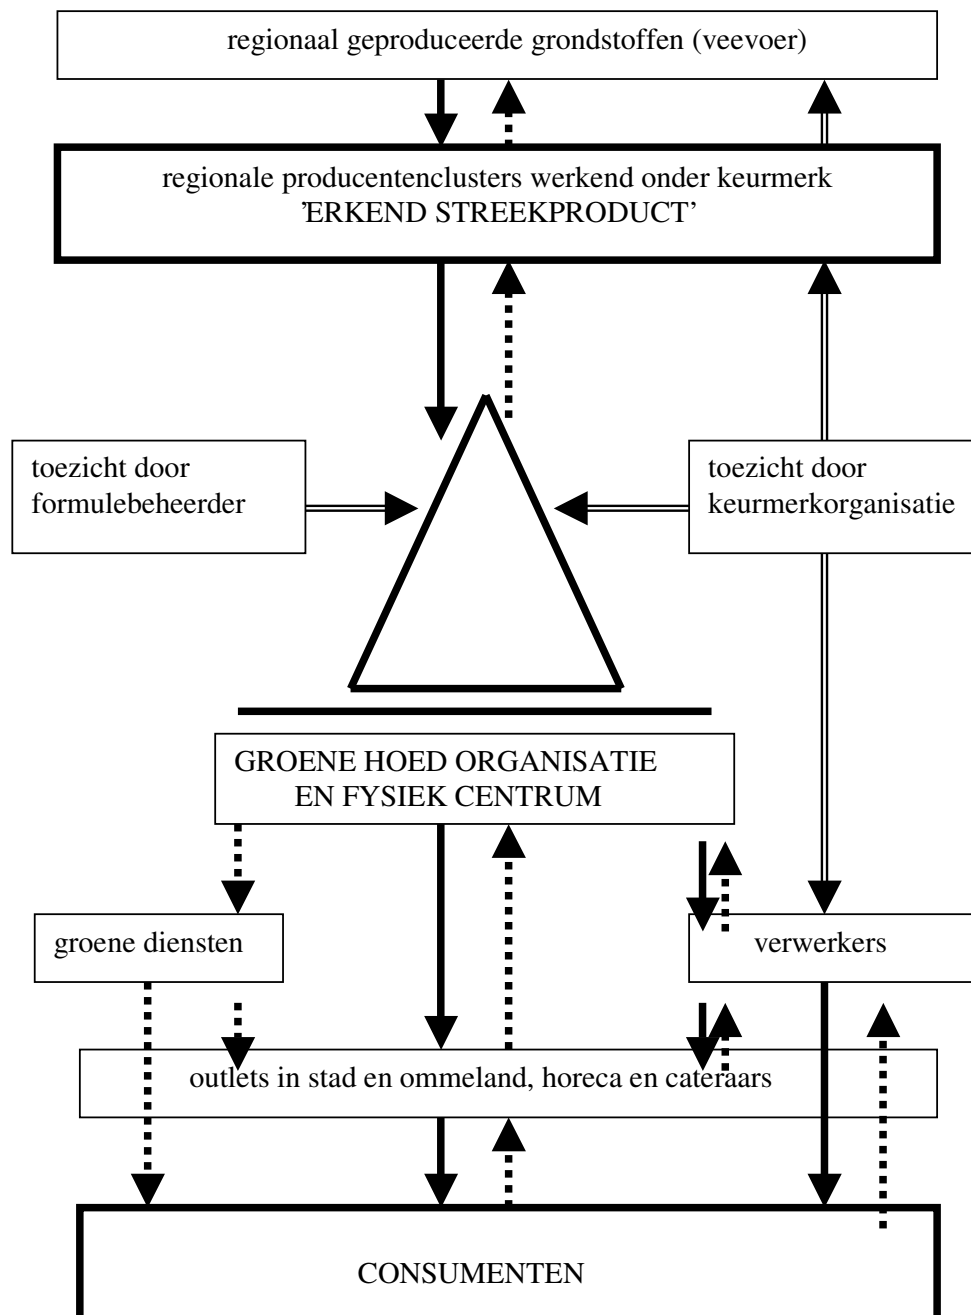 regionaal geproduceerde grondstoffen (veevoer)
regionale producentenclusters werkend onder keurmerk
'ERKEND STREEKPRODUCT'
toezicht door
formulebeheerder
toezicht door
keurmerkorganisatie
GROENE HOED ORGANISATIE
EN FYSIEK CENTRUM
groene diensten
verwerkers
outlets in stad en ommeland, horeca en cateraars
CONSUMENTEN